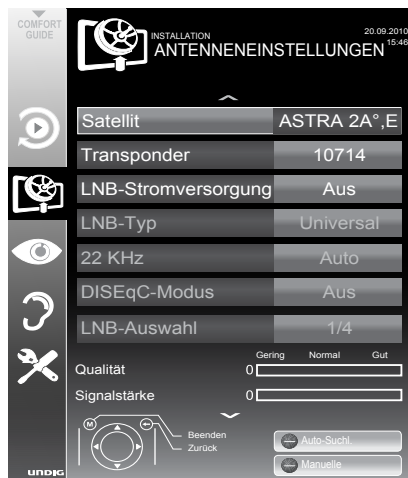 COMFORT
GUIDE
INSTALLATION
ANTENNENEINSTELLUNGEN
20.09.2010
15:46
Satellit ASTRA 2A°,E
Transponder 10714
LNB-Stromversorgung Aus
LNB-Typ Universal
22 KHz Auto
DISEqC-Modus Aus
LNB-Auswahl 1/4
Gering Normal Gut
Qualität 0
Signalstärke 0
M
Beenden
Zurück
Auto-Suchl.
Manuelle
UNDIG